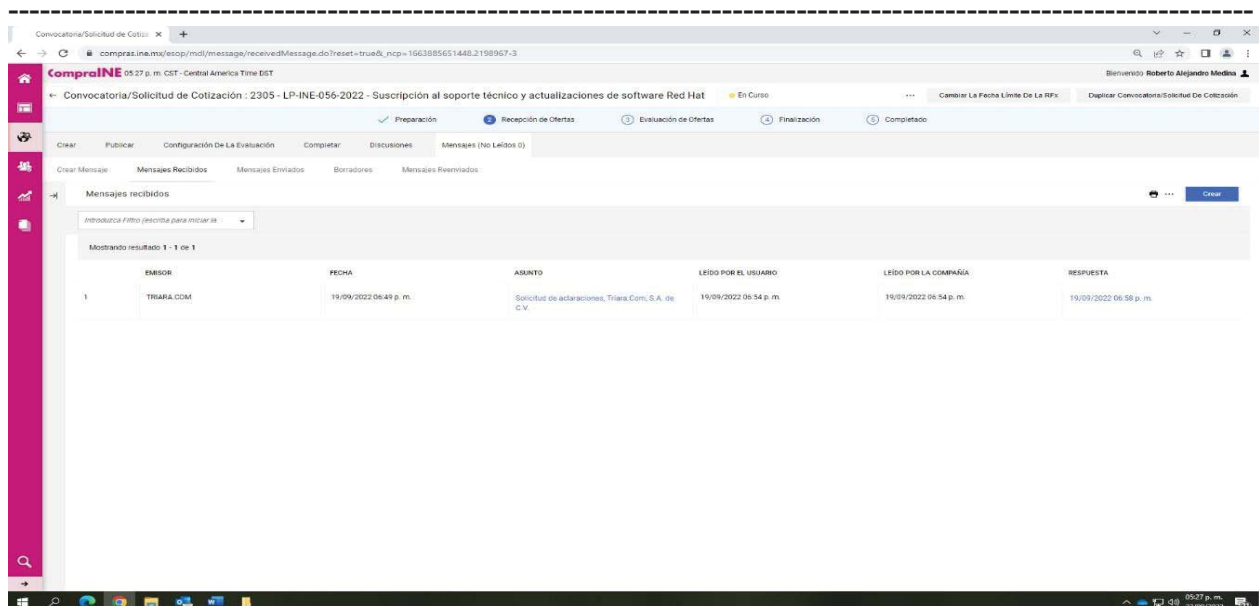 Convocatoria/Solicitud de Cotiza
compras.ine.mx/esop/mdl/message/receivedMessage.do?reset=true&_ncp=1663885651448.2198967-3
CompraINE 05:27 p. m. CST - Central America Time DST Bienvenido Roberto Alejandro Medina
Convocatoria/Solicitud de Cotización : 2305 - LP-INE-056-2022 - Suscripción al soporte técnico y actualizaciones de software Red Hat En Curso ... Cambiar La Fecha Límite De La RFx Duplicar Convocatoria/Solicitud De Cotización
Preparación 2 Recepción de Ofertas 3 Evaluación de Ofertas 4 Finalización 5 Completado
Crear Publicar Configuración De La Evaluación Completar Discusiones Mensajes (No Leídos 0)
Crear Mensaje Mensajes Recibidos Mensajes Enviados Borradores Mensajes Reenviados
Mensajes recibidos ... Crear
Introduzca Filtro (escriba para iniciar la
Mostrando resultado 1 - 1 de 1
EMISOR FECHA ASUNTO LEÍDO POR EL USUARIO LEÍDO POR LA COMPAÑÍA RESPUESTA
1 TRIARA.COM 19/09/2022 06:49 p. m. Solicitud de aclaraciones, Triara.Com, S.A. de C.V. 19/09/2022 06:54 p. m. 19/09/2022 06:54 p. m. 19/09/2022 06:58 p. m.
05:27 p. m.
22/09/2022